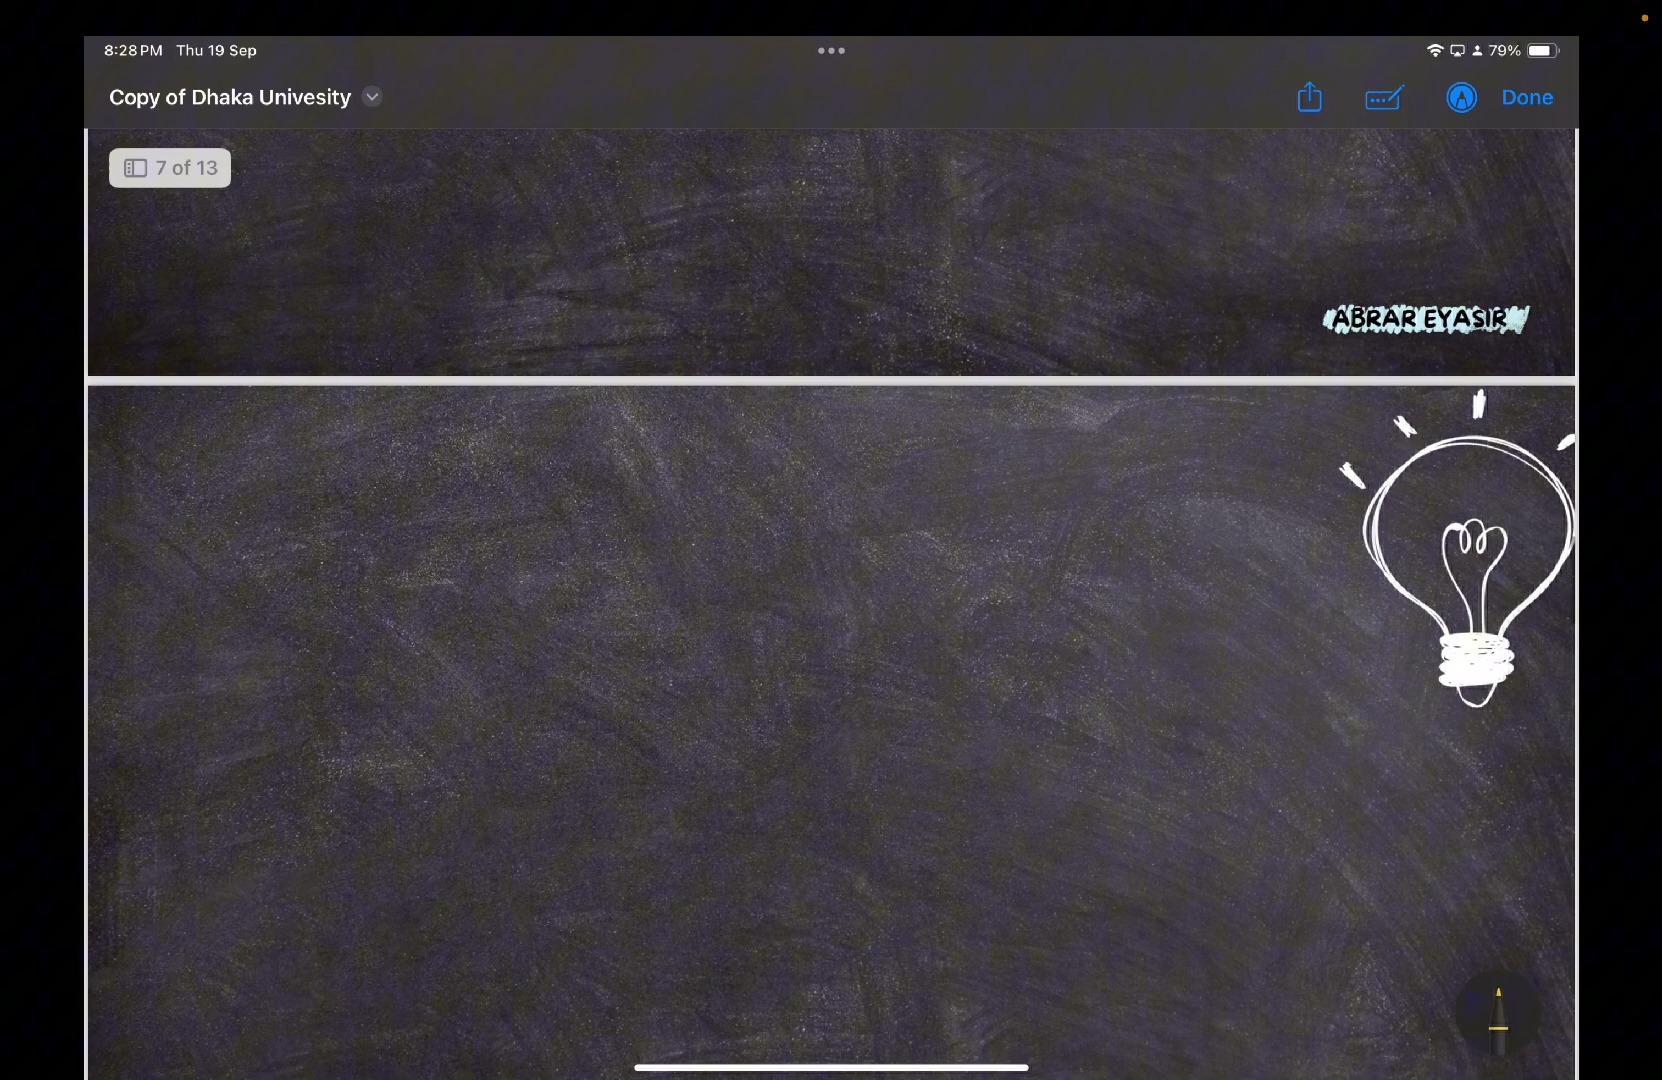 8:28 PM Thu 19 Sep
79%
Copy of Dhaka Univesity
Done
7 of 13
ABRAR EYASIR